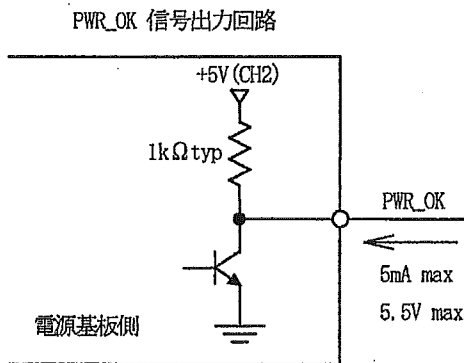 PWR_OK 信号出力回路
+5V(CH2)
1kΩtyp
PWR_OK
5mA max
5.5V max
電源基板側